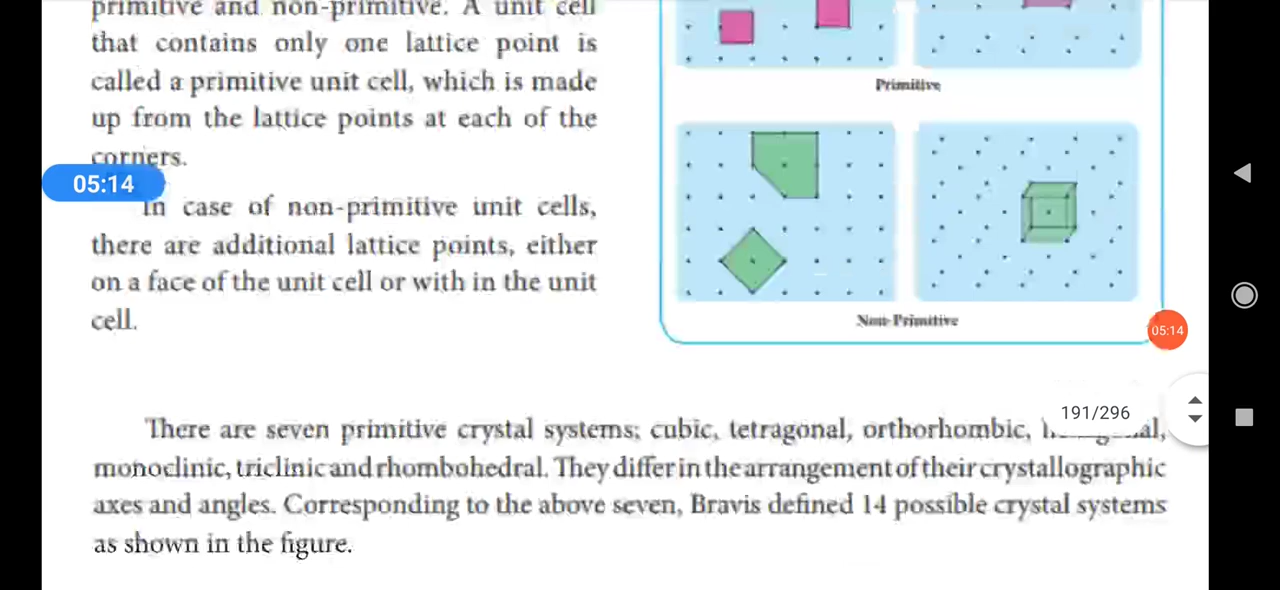 primitive and non-primitive. A unit cell
that contains only one lattice point is
called a primitive unit cell, which is made
up from the lattice points at each of the
corners.
05:14
In case of non-primitive unit cells,
there are additional lattice points, either
on a face of the unit cell or with in the unit
cell.
Primitive
Non-Primitive
05:14
191/296
There are seven primitive crystal systems; cubic, tetragonal, orthorhombic,
monoclinic, triclinic and rhombohedral. They differ in the arrangement of their crystallographic
axes and angles. Corresponding to the above seven, Bravis defined 14 possible crystal systems
as shown in the figure.